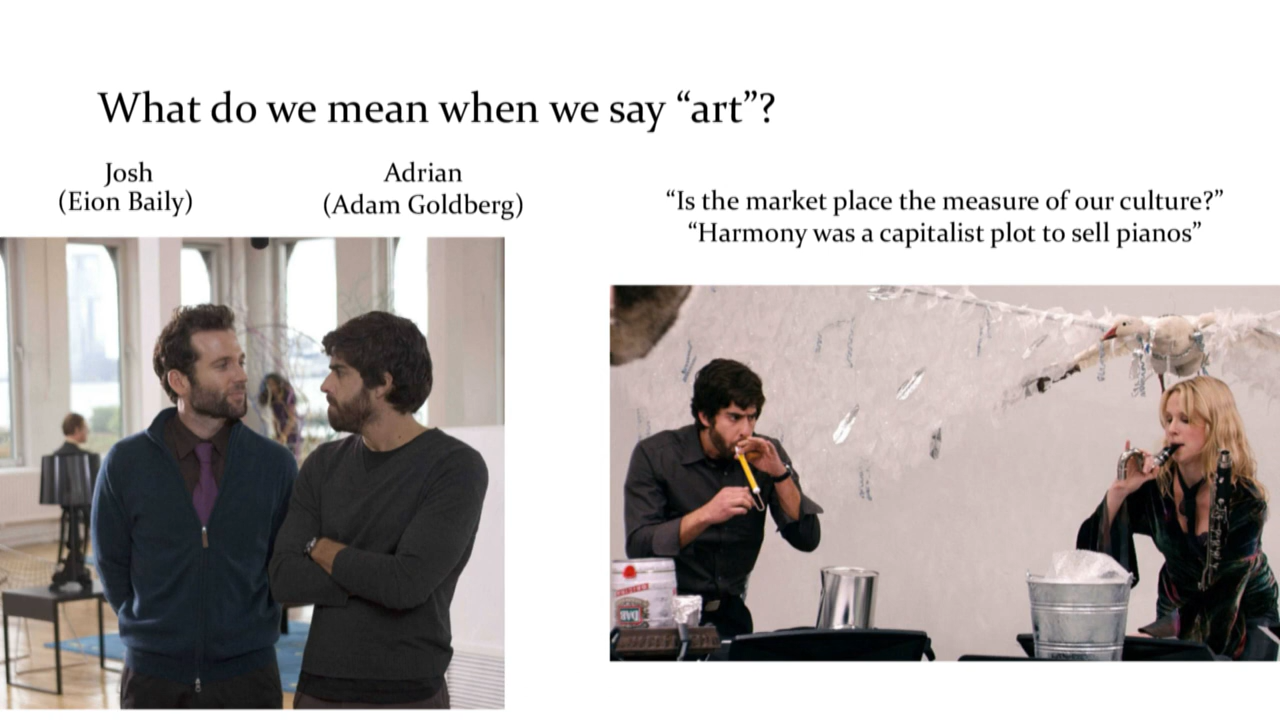 What do we mean when we say “art”?
Josh
(Eion Baily)
Adrian
(Adam Goldberg)
“Is the market place the measure of our culture?”
“Harmony was a capitalist plot to sell pianos”